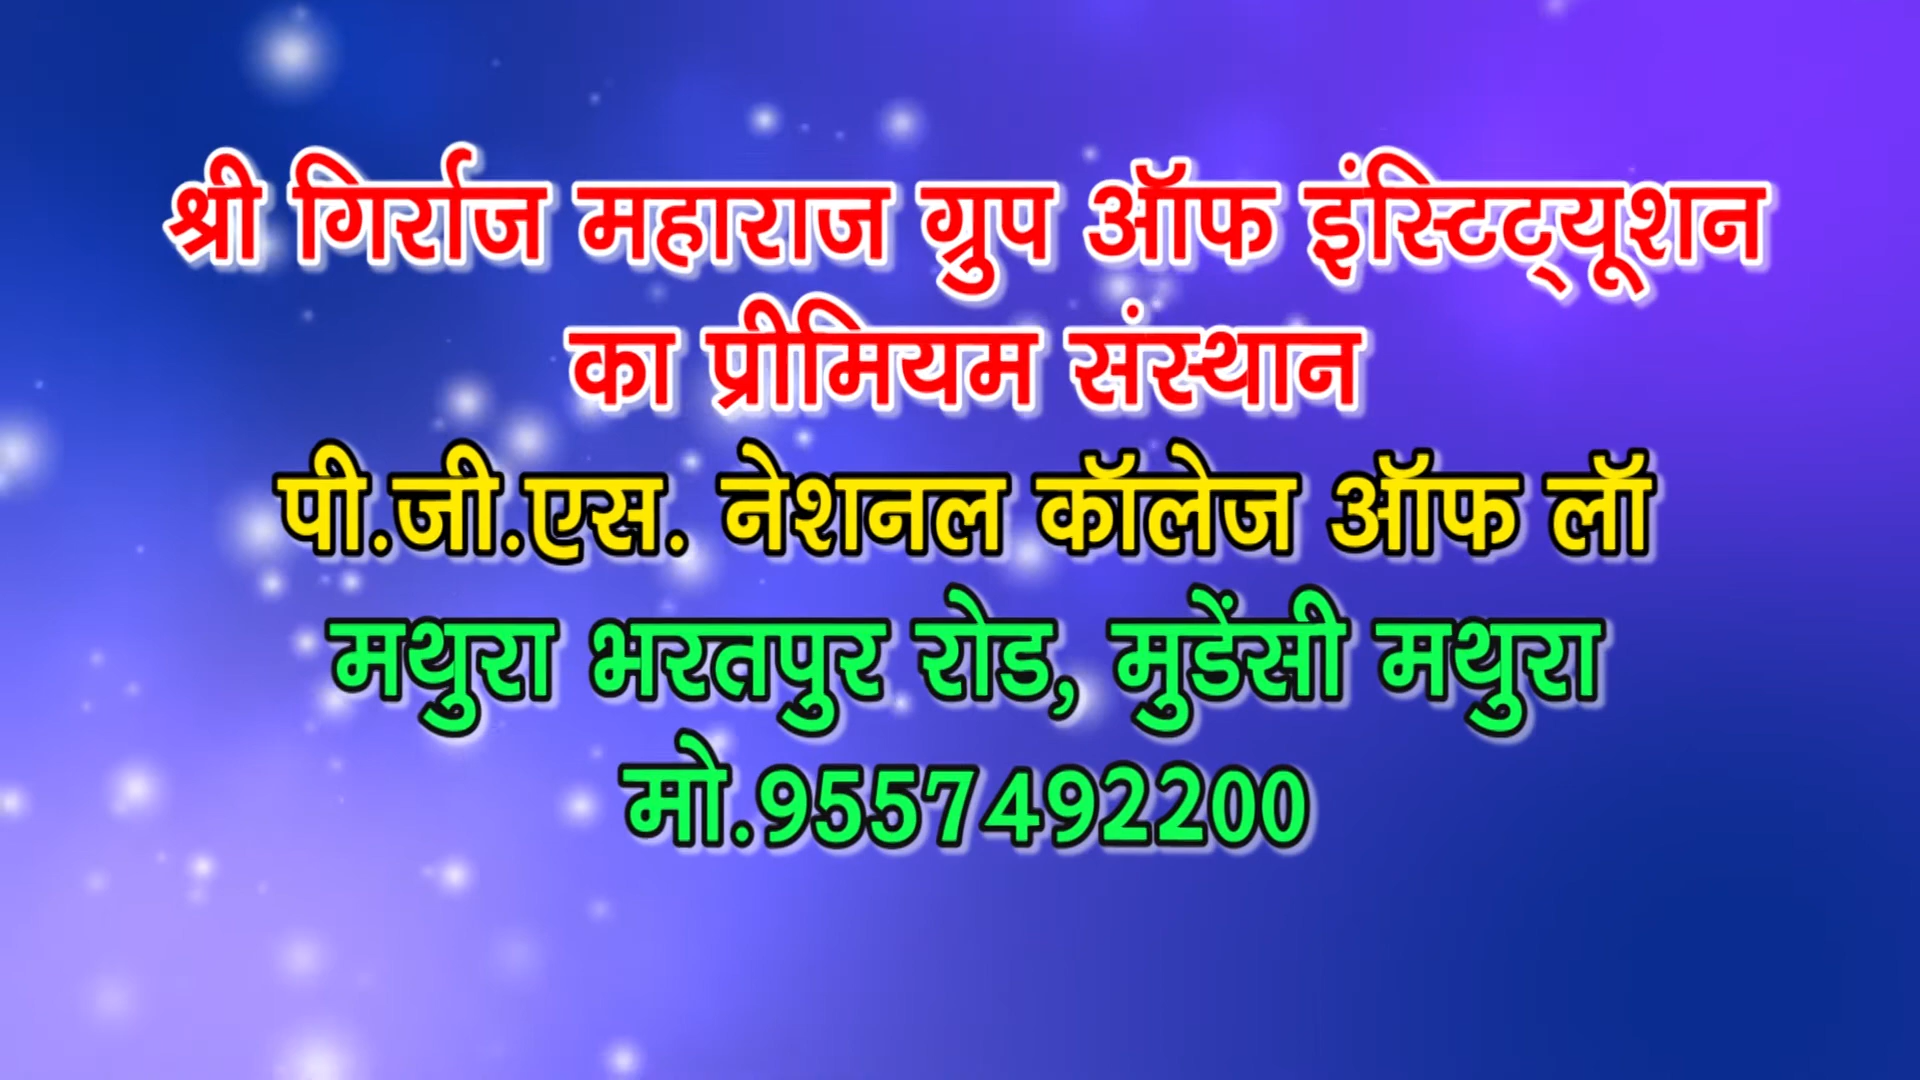 श्री गिर्राज महाराज ग्रुप ऑफ इंस्टिट्यूशन
का प्रीमियम संस्थान
पी.जी.एस. नेशनल कॉलेज ऑफ लॉ
मथुरा भरतपुर रोड, मुडेंसी मथुरा
मो.9557492200